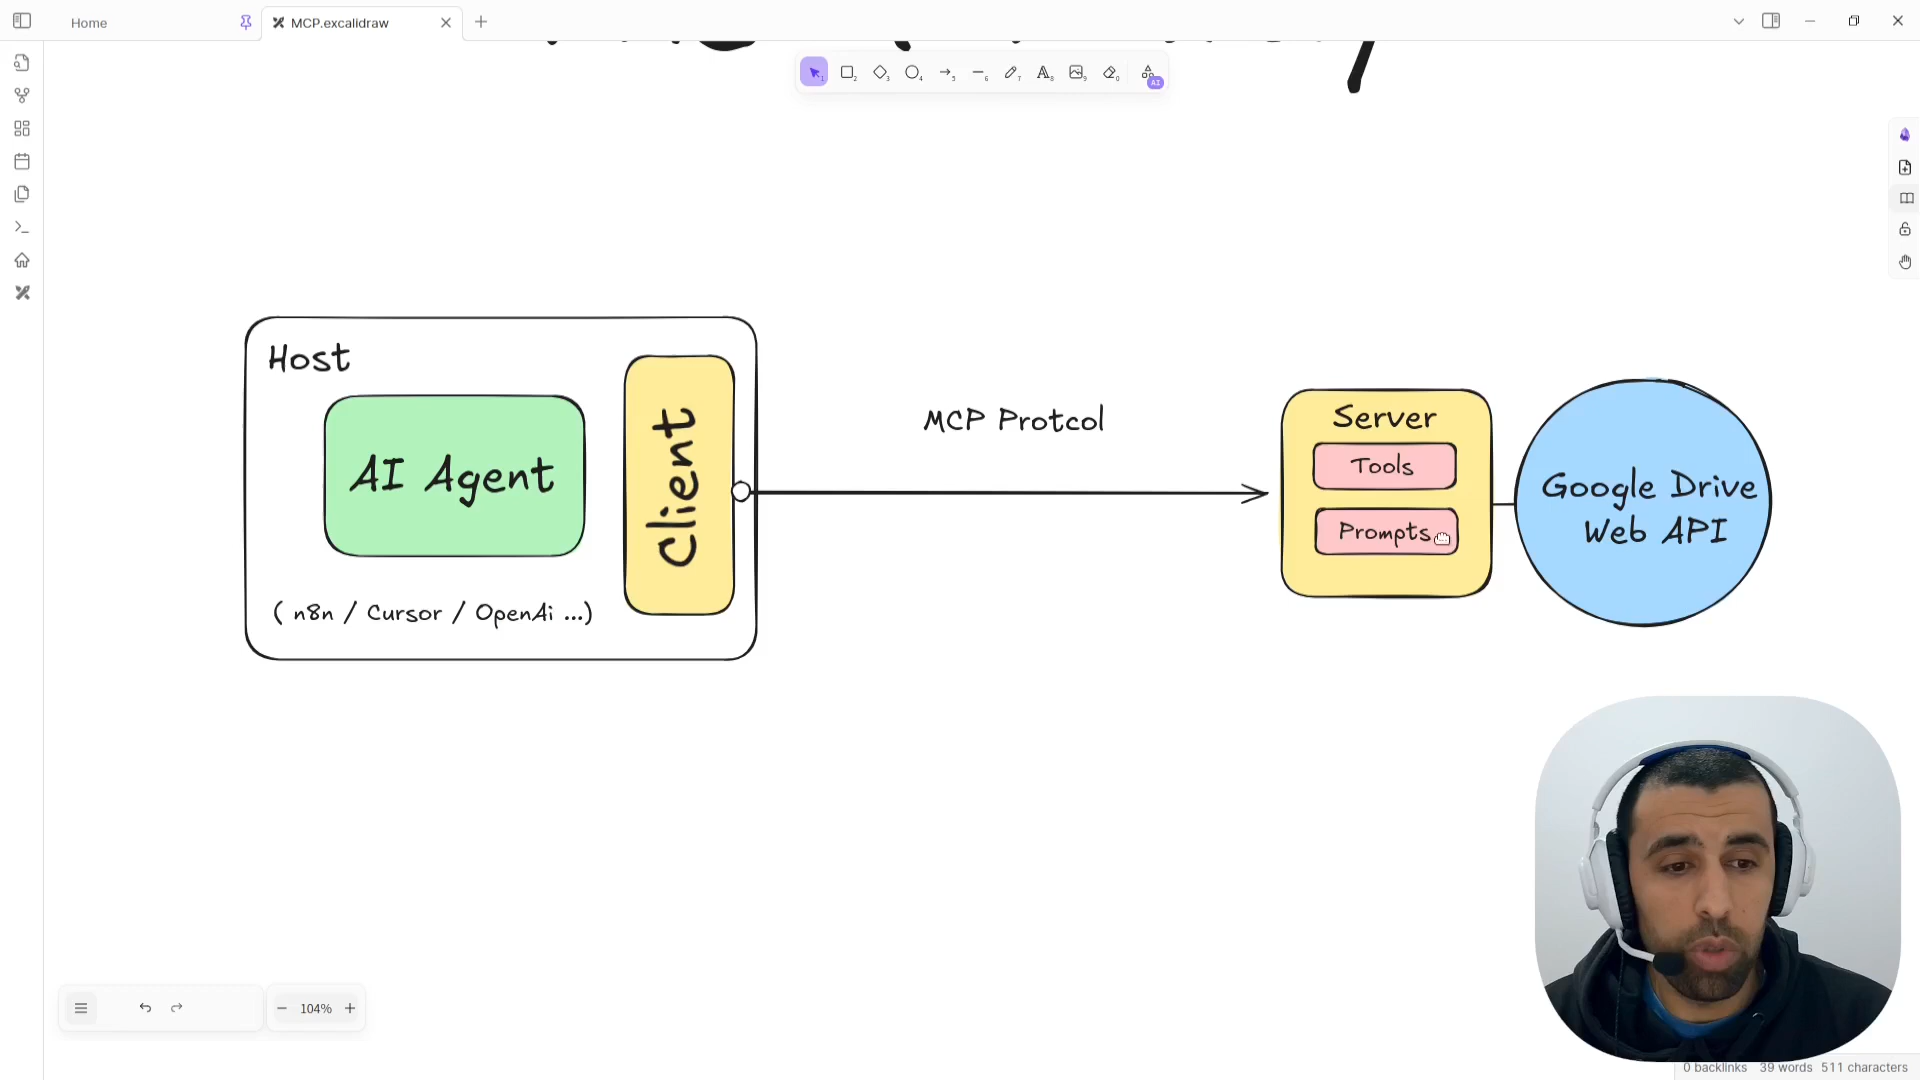 Home
MCP.excalidraw
Host
AI Agent
( n8n / Cursor / OpenAi ...)
Client
MCP Protcol
Server
Tools
Prompts
Google Drive
Web API
104%
0 backlinks 39 words 511 characters